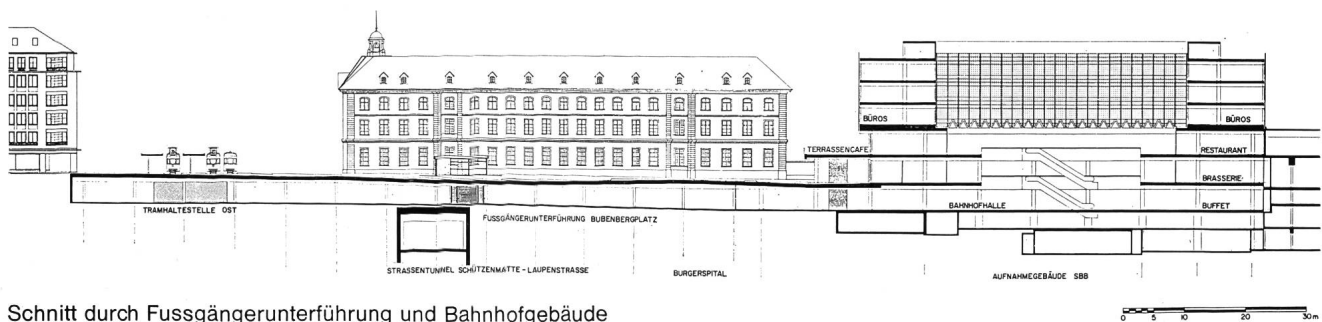 BÜROS
BÜROS
TERRASSENCAFE
RESTAURANT
BRASSERIE
TRAMHALTESTELLE OST
FUSSGÄNGERUNTERFÜHRUNG BUBENBERGPLATZ
BAHNHOFHALLE
BUFFET
STRASSENTUNNEL SCHÜTZENMATTE - LAUPENSTRASSE
BURGERSPITAL
AUFNAHMEGEBÄUDE SBB
Schnitt durch Fussgängerunterführung und Bahnhofgebäude
0 5 10 20 30m